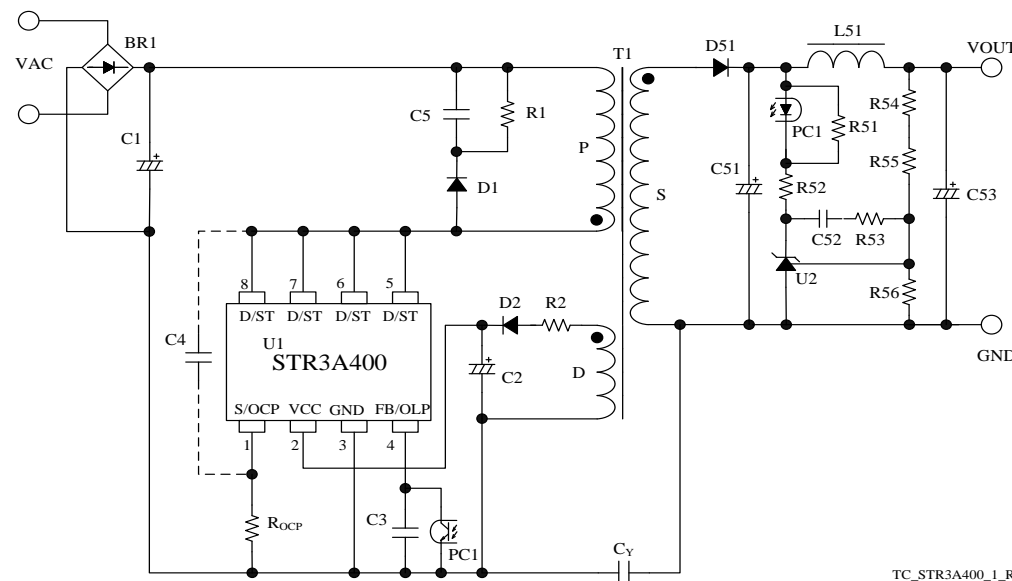 T1
D51
L51
VOUT
BR1
VAC
C5
R1
R54
PC1
R51
C1
P
R55
D1
C51
S
R52
C53
C52
R53
U2
R56
8
7
6
5
D/ST
D/ST
D/ST
D/ST
D2
R2
GND
C4
U1
STR3A400
C2
D
S/OCP
VCC
GND
FB/OLP
1
2
3
4
ROCP
C3
PC1
CY
TC_STR3A400_1_R